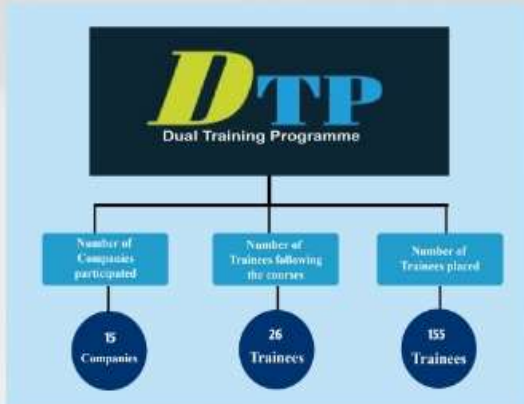 DTP
Dual Training Programme
Number of
Companies
participated
Number of
Trainees following
the courses
Number of
Trainees placed
15
Companies
26
Trainees
155
Trainees